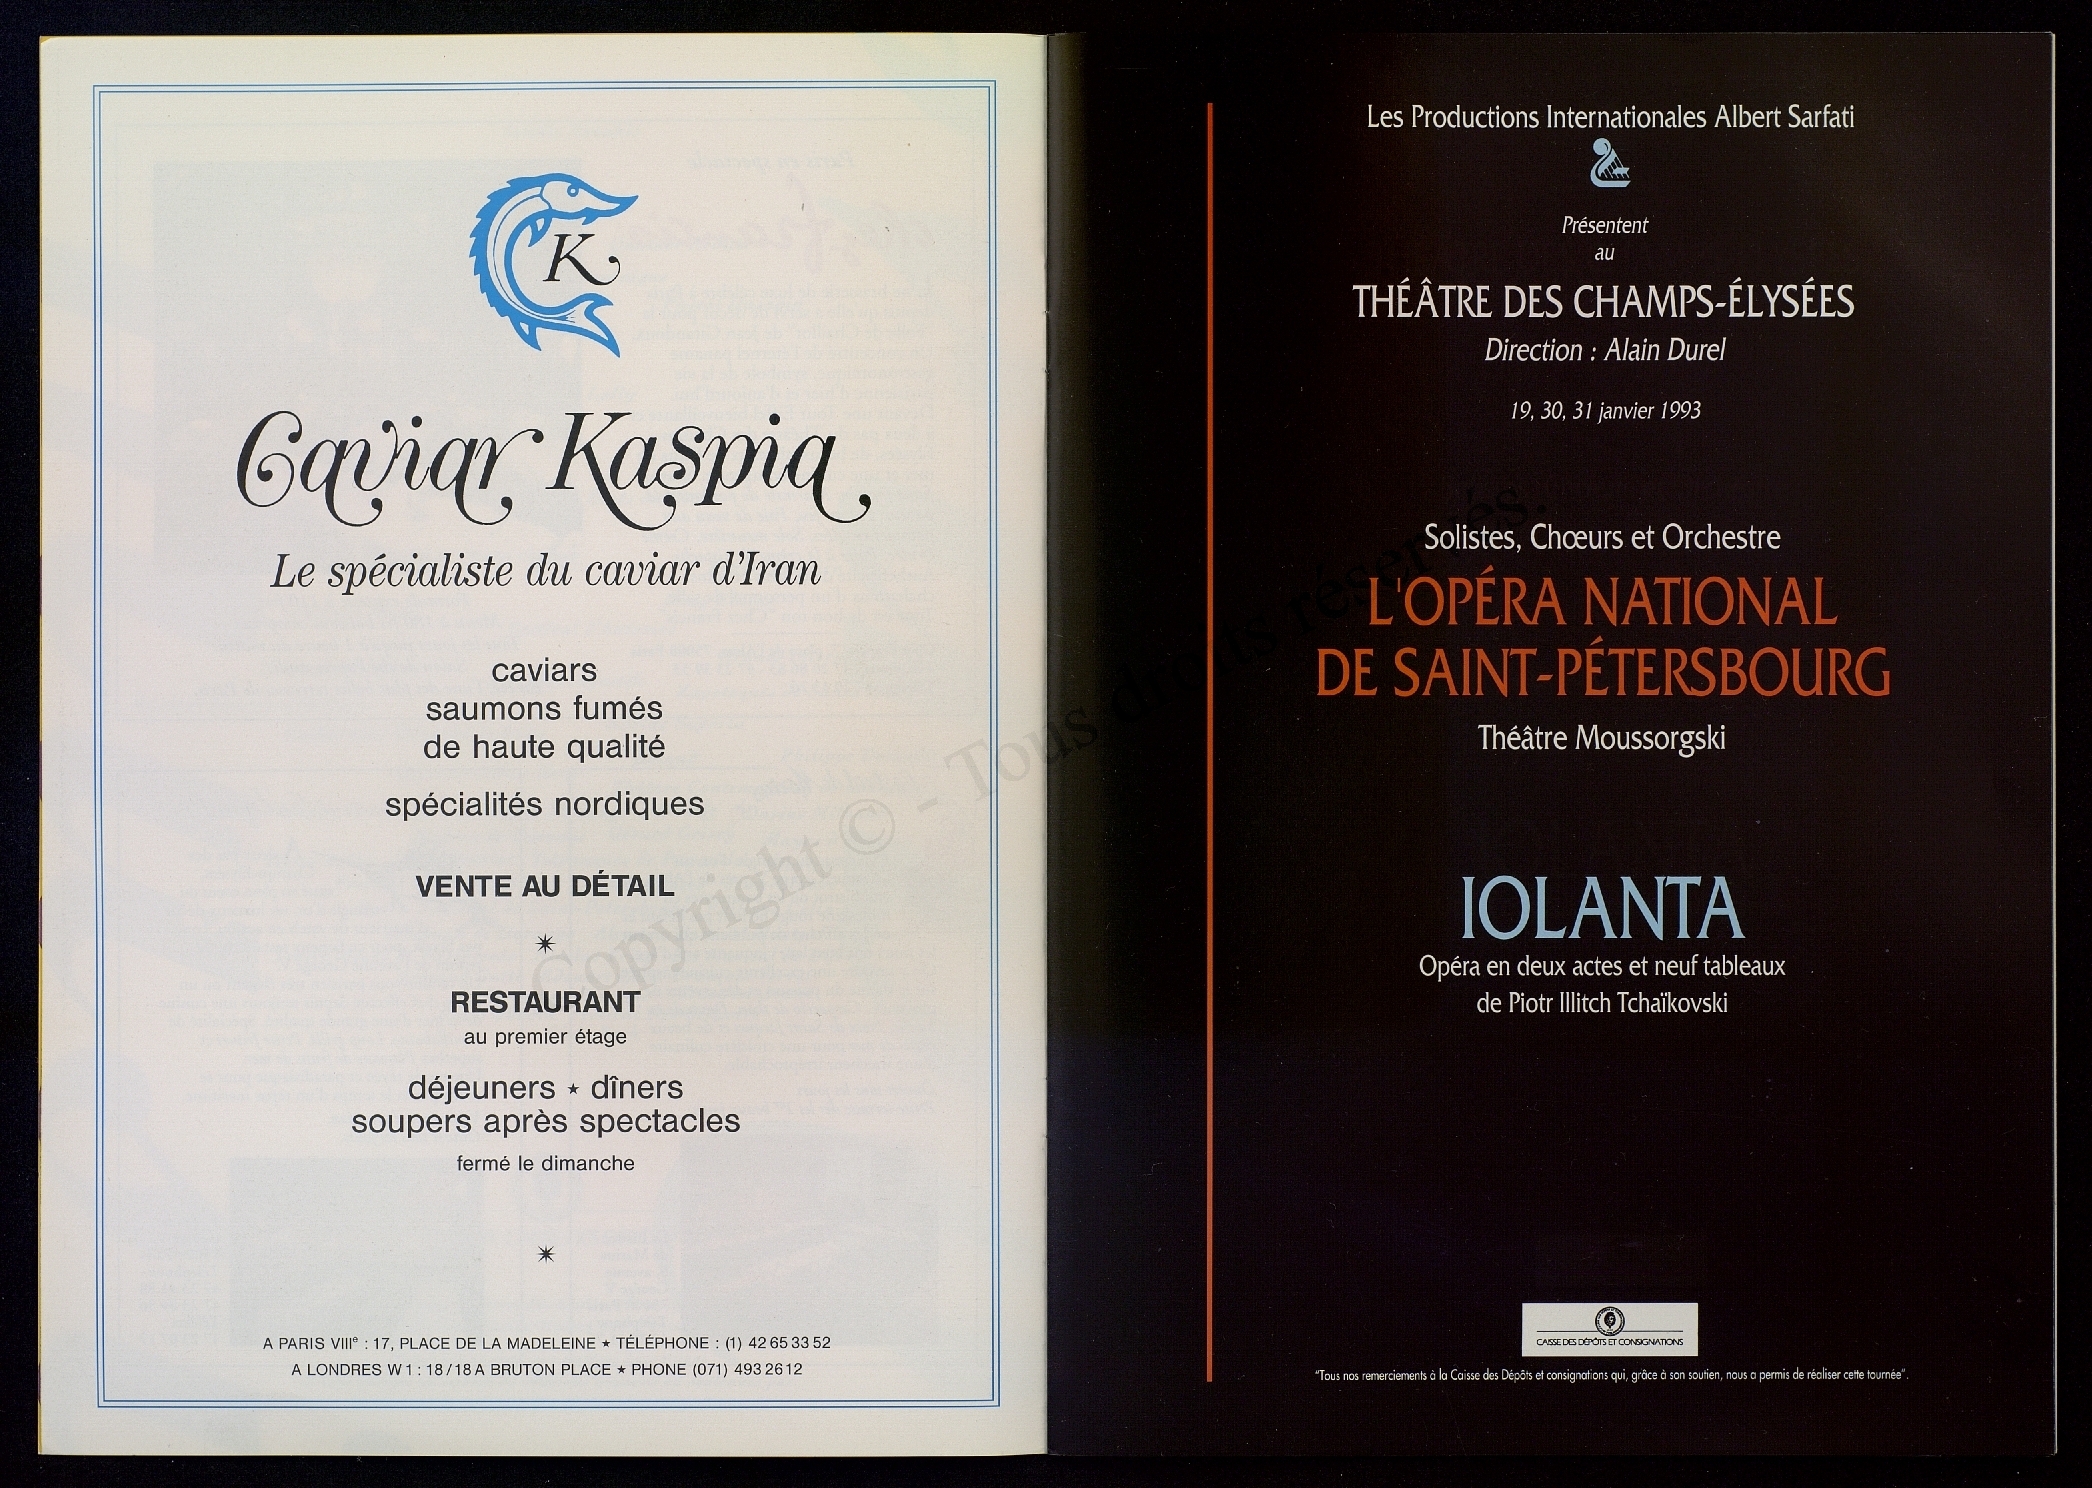 K
Caviar Kaspia
Le spécialiste du caviar d'Iran
caviars
saumons fumés
de haute qualité
spécialités nordiques
VENTE AU DÉTAIL
RESTAURANT
au premier étage
déjeuners ★ dîners
soupers après spectacles
fermé le dimanche
A PARIS VIIIe : 17, PLACE DE LA MADELEINE ★ TÉLÉPHONE : (1) 42 65 33 52
A LONDRES W 1 : 18/18 A BRUTON PLACE ★ PHONE (071) 493 2612
Les Productions Internationales Albert Sarfati
Présentent
au
THÉÂTRE DES CHAMPS-ÉLYSÉES
Direction : Alain Durel
19, 30, 31 janvier 1993
Solistes, Chœurs et Orchestre
L'OPÉRA NATIONAL
DE SAINT-PÉTERSBOURG
Théâtre Moussorgski
IOLANTA
Opéra en deux actes et neuf tableaux
de Piotr Illitch Tchaïkovski
CAISSE DES DÉPÔTS ET CONSIGNATIONS
"Tous nos remerciements à la Caisse des Dépôts et consignations qui, grâce à son soutien, nous a permis de réaliser cette tournée".
Copyright © - Tous droits réservés.